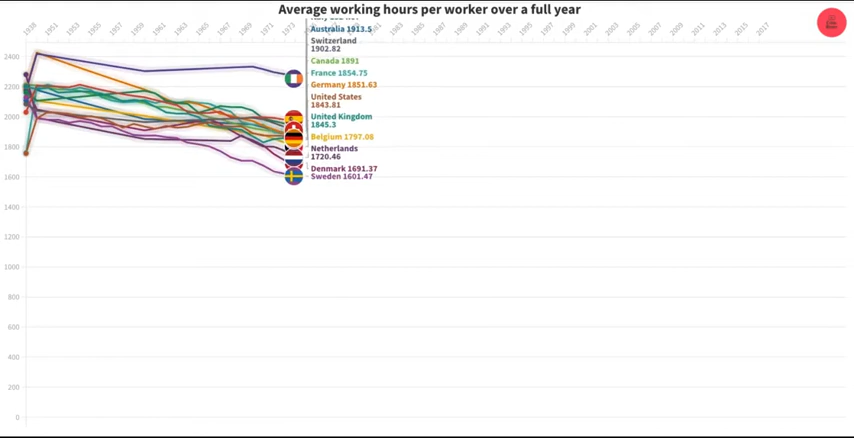 Average working hours per worker over a full year
1938 1951 1953 1955 1957 1959 1961 1963 1965 1967 1969 1971 1973 1983 1985 1987 1989 1991 1993 1995 1997 1999 2001 2003 2005 2007 2009 2011 2013 2015 2017
Australia 1913.5
Switzerland
1902.82
2400
Canada 1891
France 1854.75
2200
Germany 1851.63
United States
1843.81
2000
United Kingdom
1845.3
Belgium 1797.06
1800
Netherlands
1720.46
Denmark 1691.37
1600
Sweden 1601.47
1400
1200
1000
800
600
400
200
0